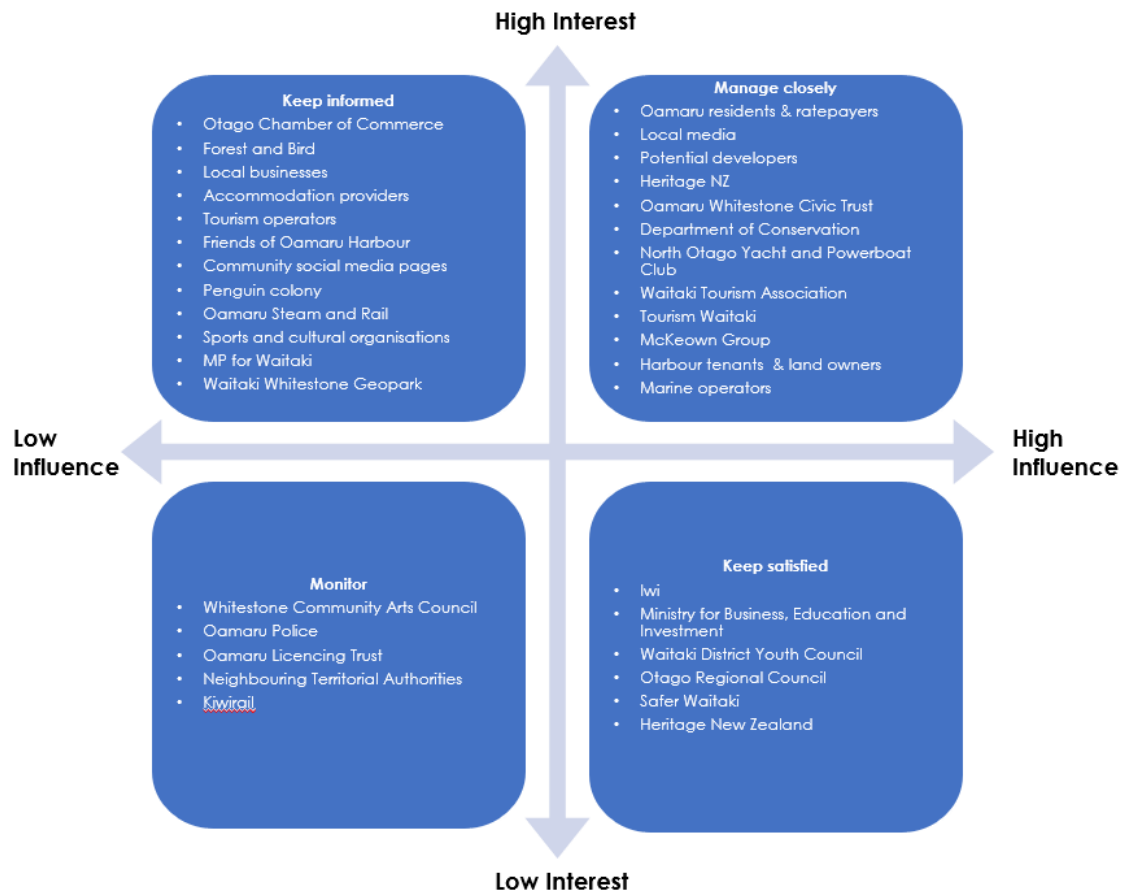 High Interest
Keep informed
• Otago Chamber of Commerce
• Forest and Bird
• Local businesses
• Accommodation providers
• Tourism operators
• Friends of Oamaru Harbour
• Community social media pages
• Penguin colony
• Oamaru Steam and Rail
• Sports and cultural organisations
• MP for Waitaki
• Waitaki Whitestone Geopark
Manage closely
• Oamaru residents & ratepayers
• Local media
• Potential developers
• Heritage NZ
• Oamaru Whitestone Civic Trust
• Department of Conservation
• North Otago Yacht and Powerboat
Club
• Waitaki Tourism Association
• Tourism Waitaki
• McKeown Group
• Harbour tenants & land owners
• Marine operators
Low
Influence
High
Influence
Monitor
• Whitestone Community Arts Council
• Oamaru Police
• Oamaru Licencing Trust
• Neighbouring Territorial Authorities
• Kiwirail
Keep satisfied
• Iwi
• Ministry for Business, Education and
Investment
• Waitaki District Youth Council
• Otago Regional Council
• Safer Waitaki
• Heritage New Zealand
Low Interest